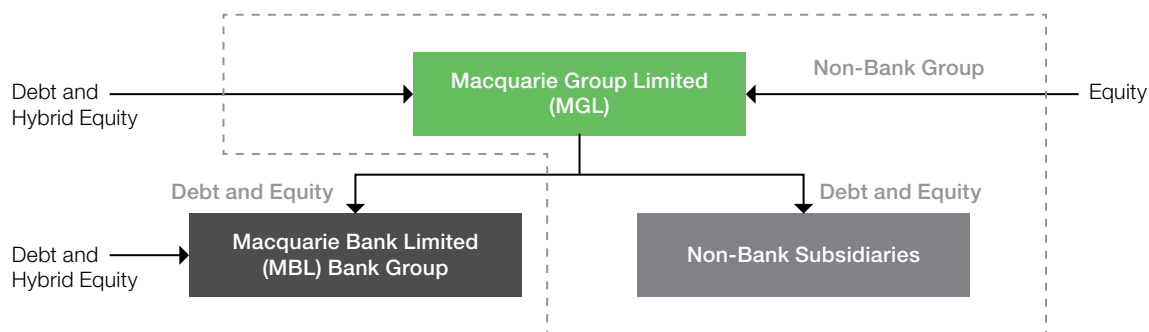 Macquarie Group Limited
(MGL)
Non-Bank Group
Debt and
Hybrid Equity
Equity
Debt and Equity
Debt and Equity
Macquarie Bank Limited
(MBL) Bank Group
Non-Bank Subsidiaries
Debt and
Hybrid Equity